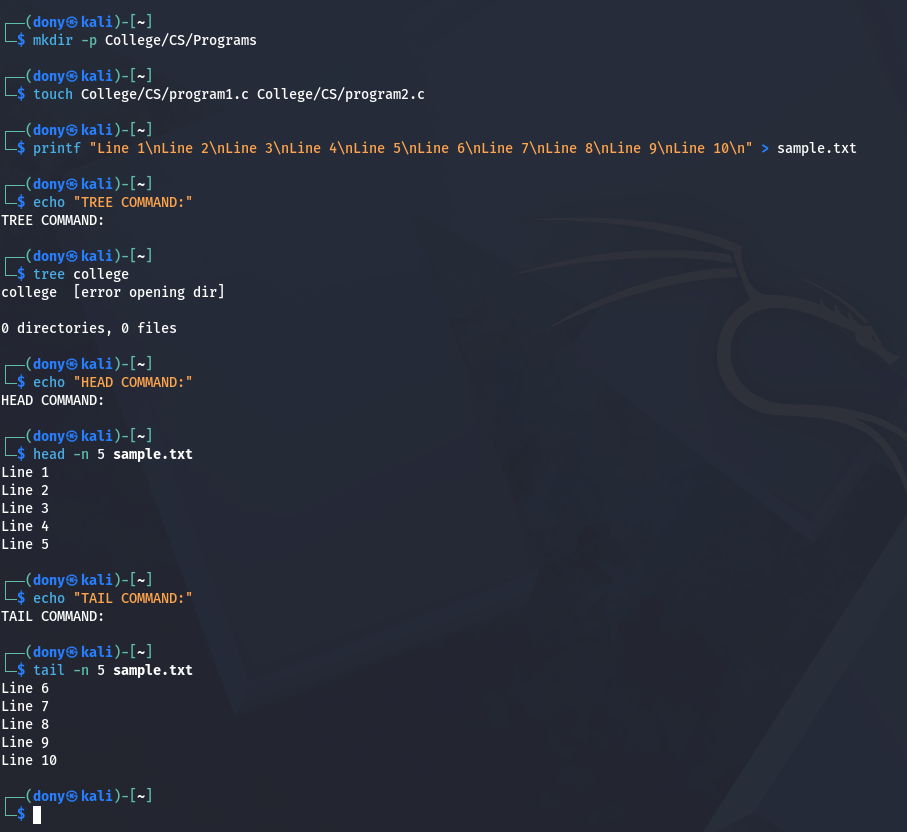 ┌──(dony㉿kali)-[~]
└─$ mkdir -p College/CS/Programs
┌──(dony㉿kali)-[~]
└─$ touch College/CS/program1.c College/CS/program2.c
┌──(dony㉿kali)-[~]
└─$ printf "Line 1\nLine 2\nLine 3\nLine 4\nLine 5\nLine 6\nLine 7\nLine 8\nLine 9\nLine 10\n" > sample.txt
┌──(dony㉿kali)-[~]
└─$ echo "TREE COMMAND:"
TREE COMMAND:
┌──(dony㉿kali)-[~]
└─$ tree college
college  [error opening dir]
0 directories, 0 files
┌──(dony㉿kali)-[~]
└─$ echo "HEAD COMMAND:"
HEAD COMMAND:
┌──(dony㉿kali)-[~]
└─$ head -n 5 sample.txt
Line 1
Line 2
Line 3
Line 4
Line 5
┌──(dony㉿kali)-[~]
└─$ echo "TAIL COMMAND:"
TAIL COMMAND:
┌──(dony㉿kali)-[~]
└─$ tail -n 5 sample.txt
Line 6
Line 7
Line 8
Line 9
Line 10
┌──(dony㉿kali)-[~]
└─$